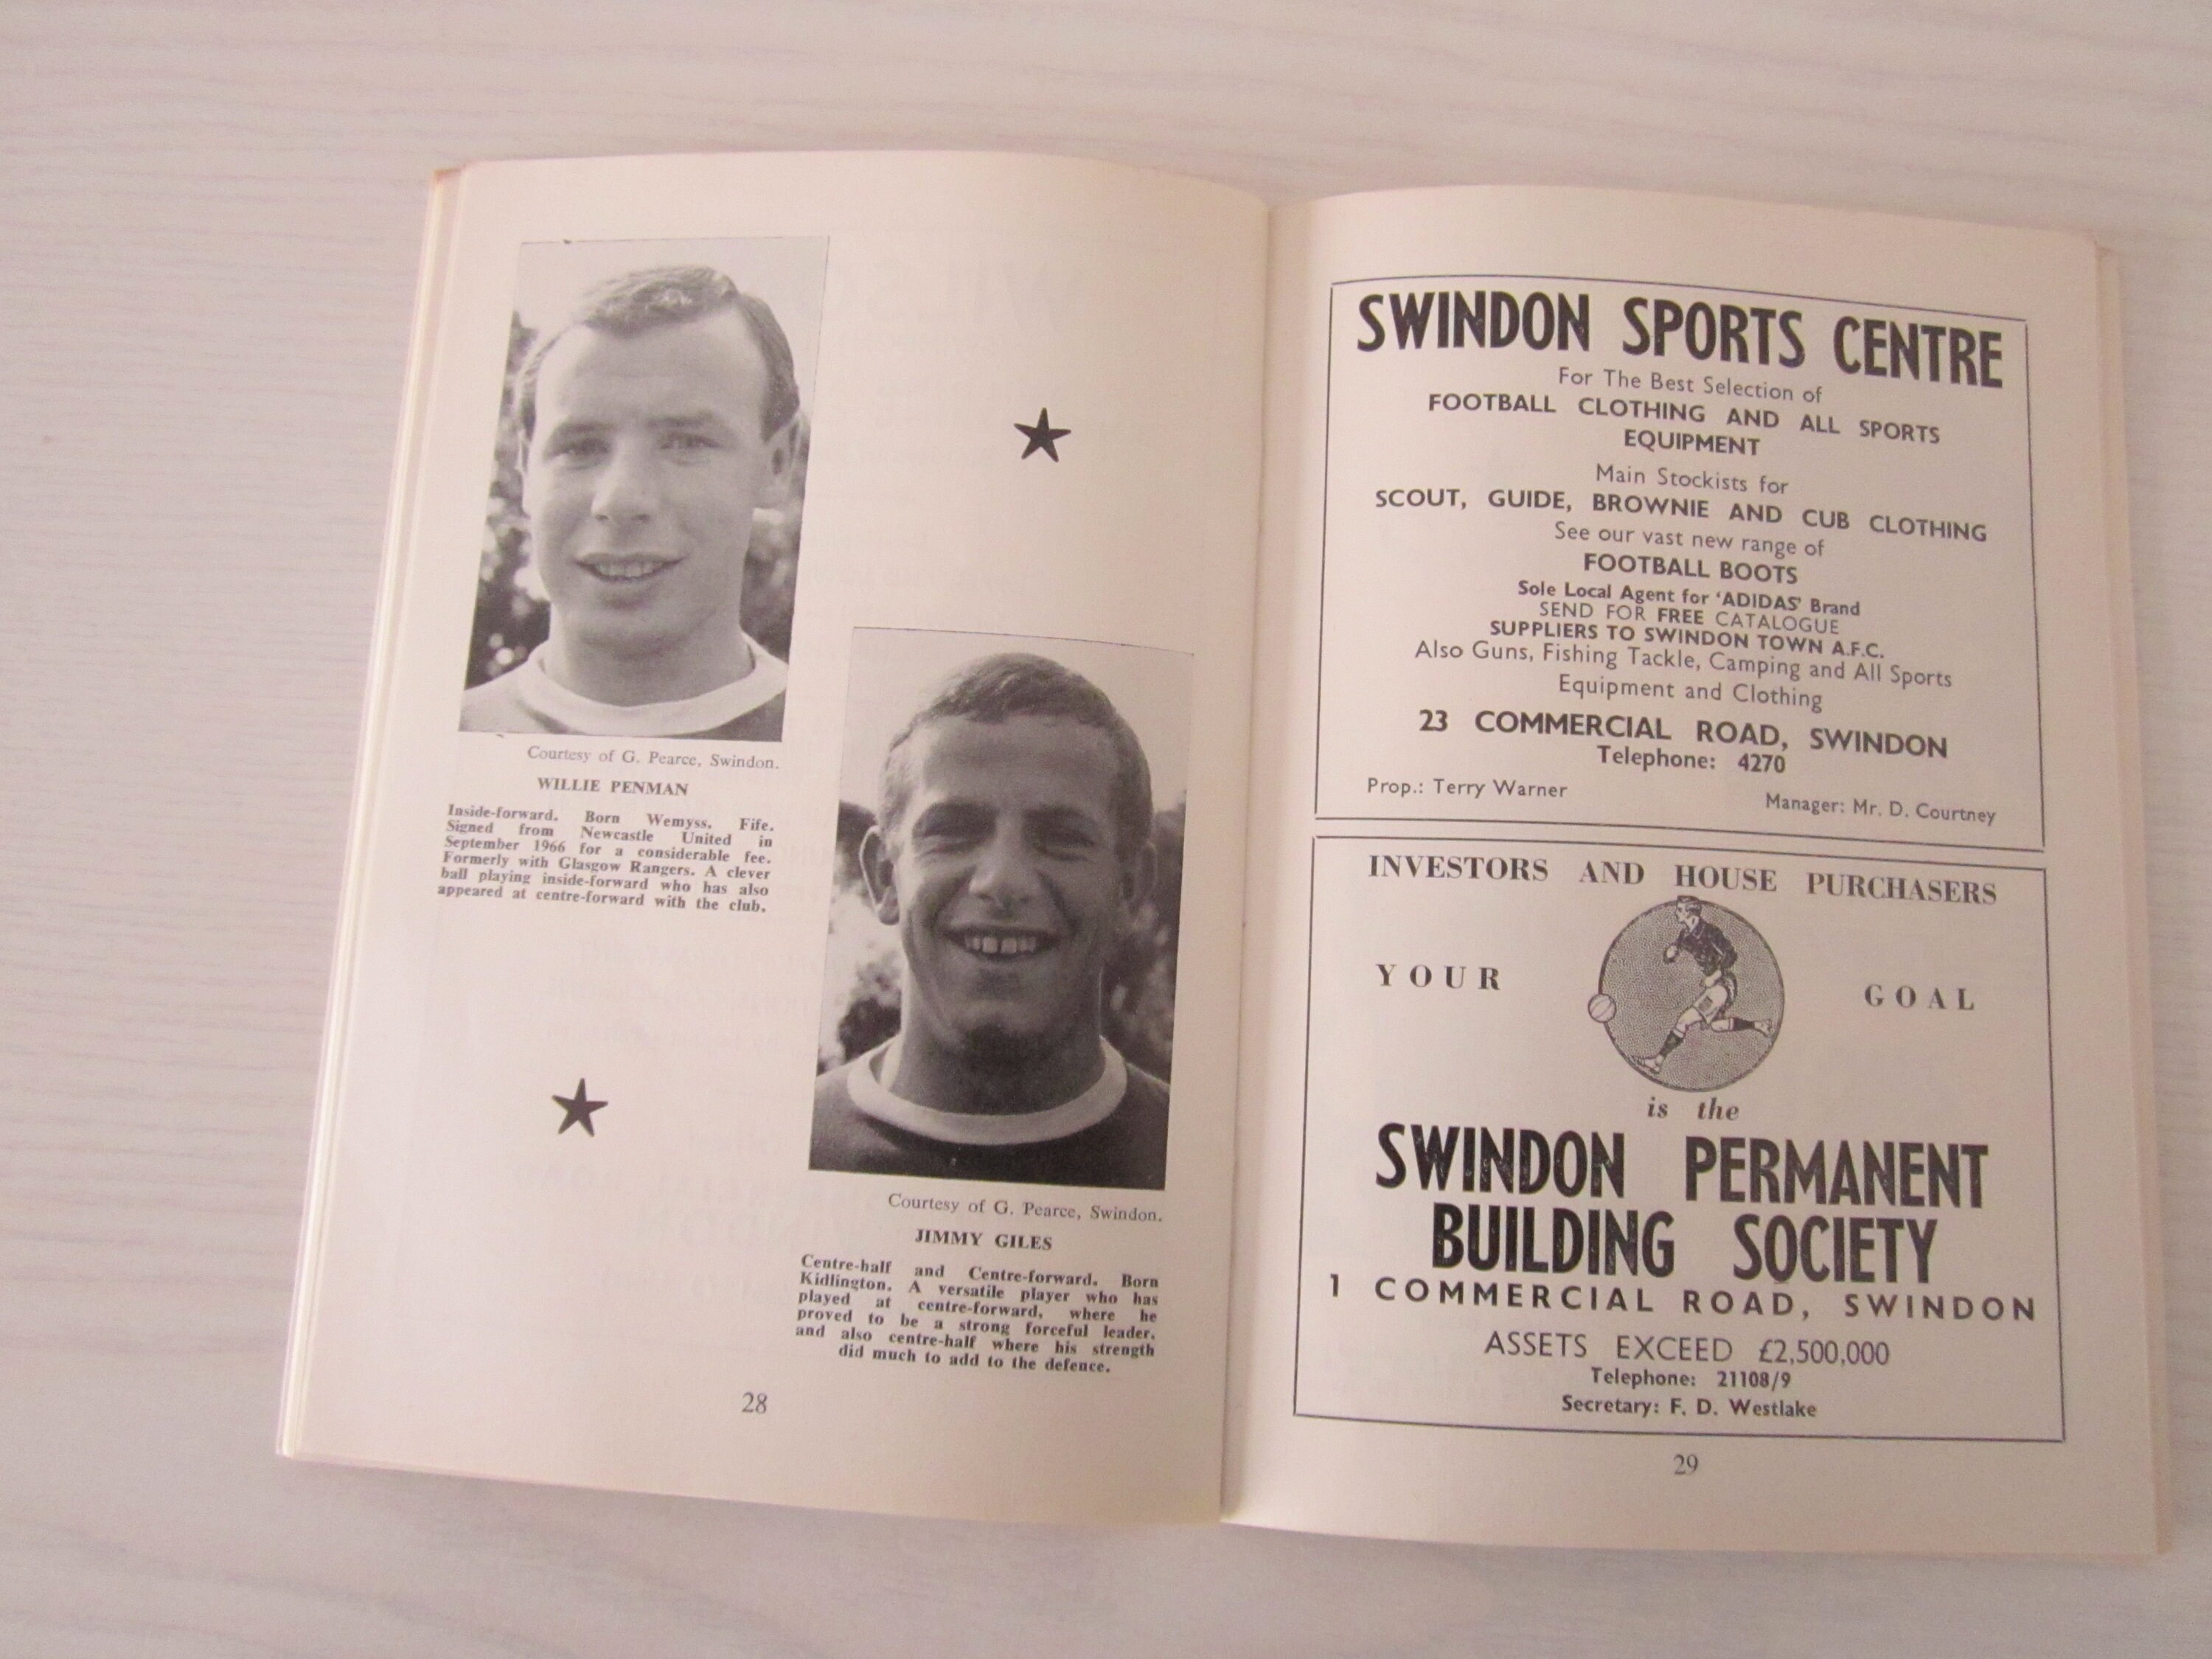 Courtesy of G. Pearce, Swindon.
WILLIE PENMAN
Inside-forward. Born Wemyss, Fife.
Signed from Newcastle United in
September 1966 for a considerable fee.
Formerly with Glasgow Rangers. A clever
ball playing inside-forward who has also
appeared at centre-forward with the club.
Courtesy of G. Pearce, Swindon.
JIMMY GILES
Centre-half and Centre-forward. Born
Kidlington. A versatile player who has
played at centre-forward, where he
proved to be a strong forceful leader,
and also centre-half where his strength
did much to add to the defence.
28
SWINDON SPORTS CENTRE
For The Best Selection of
FOOTBALL CLOTHING AND ALL SPORTS
EQUIPMENT
Main Stockists for
SCOUT, GUIDE, BROWNIE AND CUB CLOTHING
See our vast new range of
FOOTBALL BOOTS
Sole Local Agent for 'ADIDAS' Brand
SEND FOR FREE CATALOGUE
SUPPLIERS TO SWINDON TOWN A.F.C.
Also Guns, Fishing Tackle, Camping and All Sports
Equipment and Clothing
23 COMMERCIAL ROAD, SWINDON
Telephone: 4270
Prop.: Terry Warner Manager: Mr. D. Courtney
INVESTORS AND HOUSE PURCHASERS
YOUR GOAL
is the
SWINDON PERMANENT
BUILDING SOCIETY
1 COMMERCIAL ROAD, SWINDON
ASSETS EXCEED £2,500,000
Telephone: 21108/9
Secretary: F. D. Westlake
29